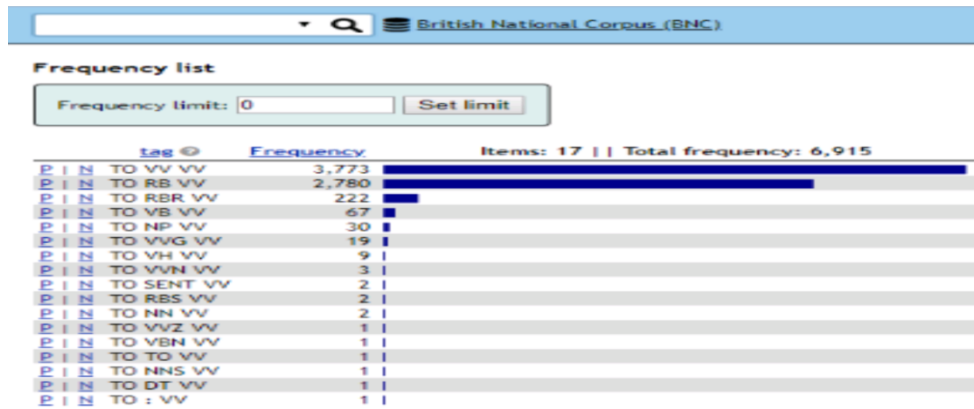 British National Corpus (BNC)
Frequency list
Frequency limit: 0 Set limit
tag Frequency Items: 17 || Total frequency: 6,915
P | N TO VV VV 3,773
P | N TO RB VV 2,780
P | N TO RBR VV 222
P | N TO VB VV 67
P | N TO NP VV 30
P | N TO VVG VV 19
P | N TO VH VV 9
P | N TO VVN VV 3
P | N TO SENT VV 2
P | N TO RBS VV 2
P | N TO NN VV 2
P | N TO VVZ VV 1
P | N TO VBN VV 1
P | N TO TO VV 1
P | N TO NNS VV 1
P | N TO DT VV 1
P | N TO : VV 1